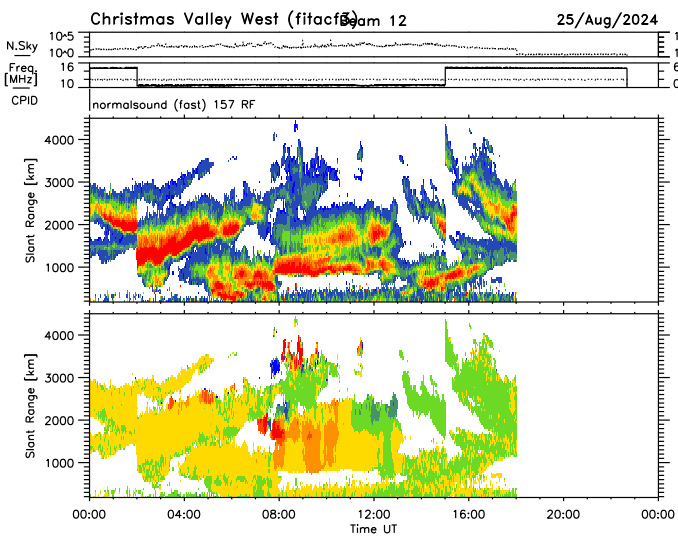 Christmas Valley West (fitacf3) Beam 12 25/Aug/2024
N.Sky 10^5 10^0
Freq. [MHz] 16 10 6 0
CPID normalsound (fast) 157 RF
Slant Range [km] 4000 3000 2000 1000
Slant Range [km] 4000 3000 2000 1000
00:00 04:00 08:00 12:00 16:00 20:00 00:00
Time UT